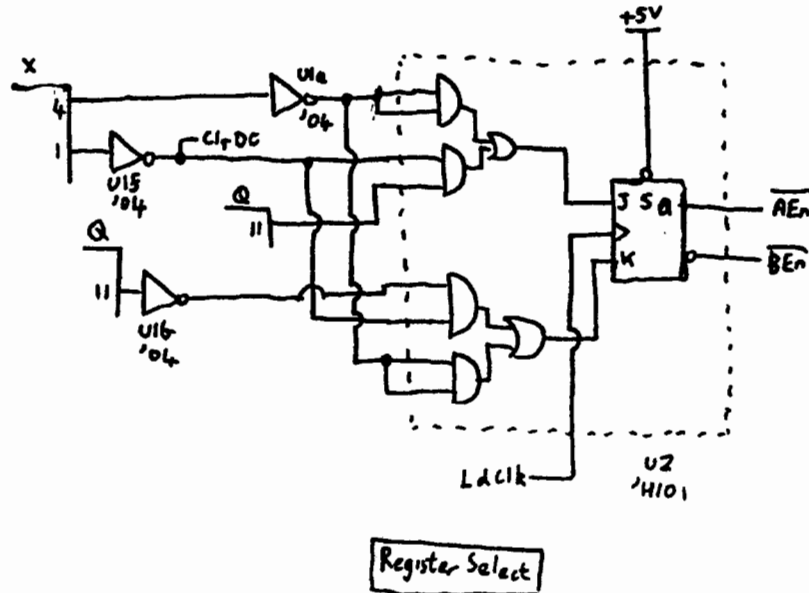 +5V
X
U1a
4
'04
1
ClrDC
U1F
'04
Q
11
J S Q
AEn
K
BEn
Q
11
U1b
'04
LdClk
U2
'H101
Register Select